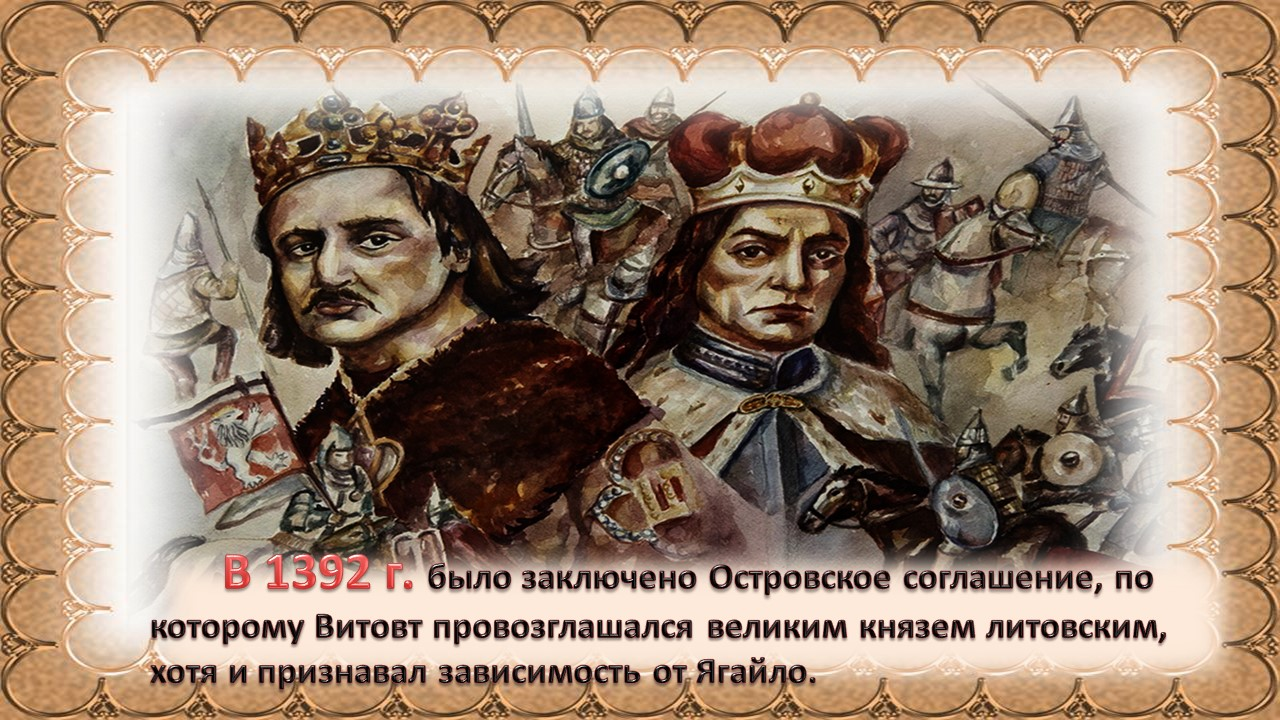 В 1392 г. было заключено Островское соглашение, по
которому Витовт провозглашался великим князем литовским,
хотя и признавал зависимость от Ягайло.